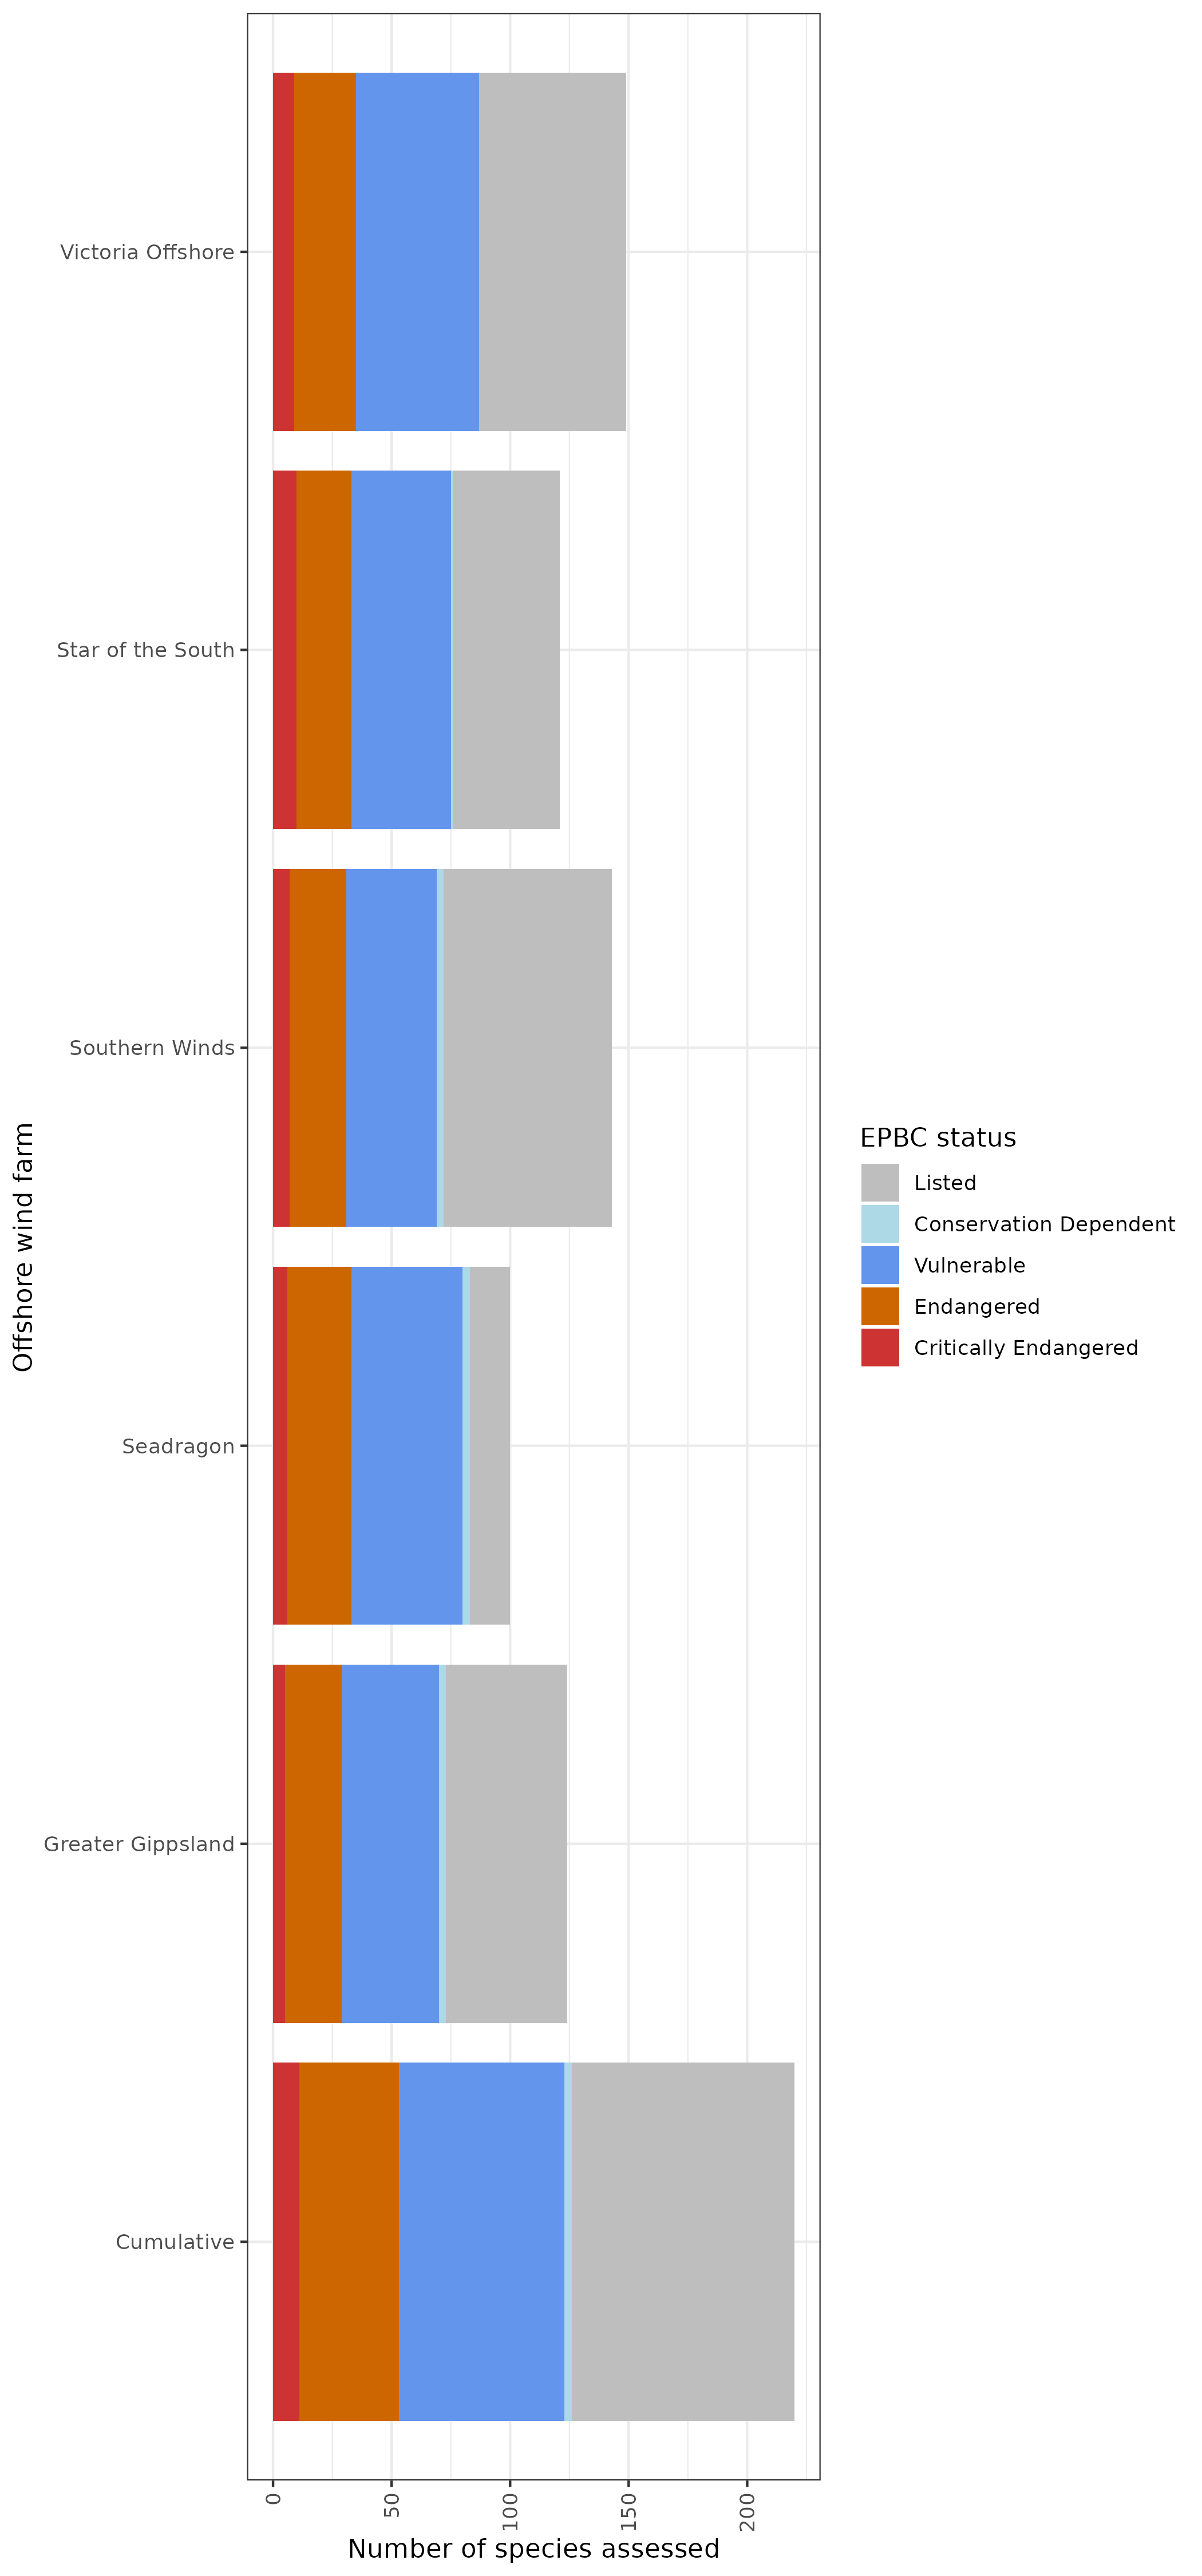 Victoria Offshore
Star of the South
Southern Winds
Seadragon
Greater Gippsland
Cumulative
Offshore wind farm
0
50
100
150
200
Number of species assessed
EPBC status
Listed
Conservation Dependent
Vulnerable
Endangered
Critically Endangered